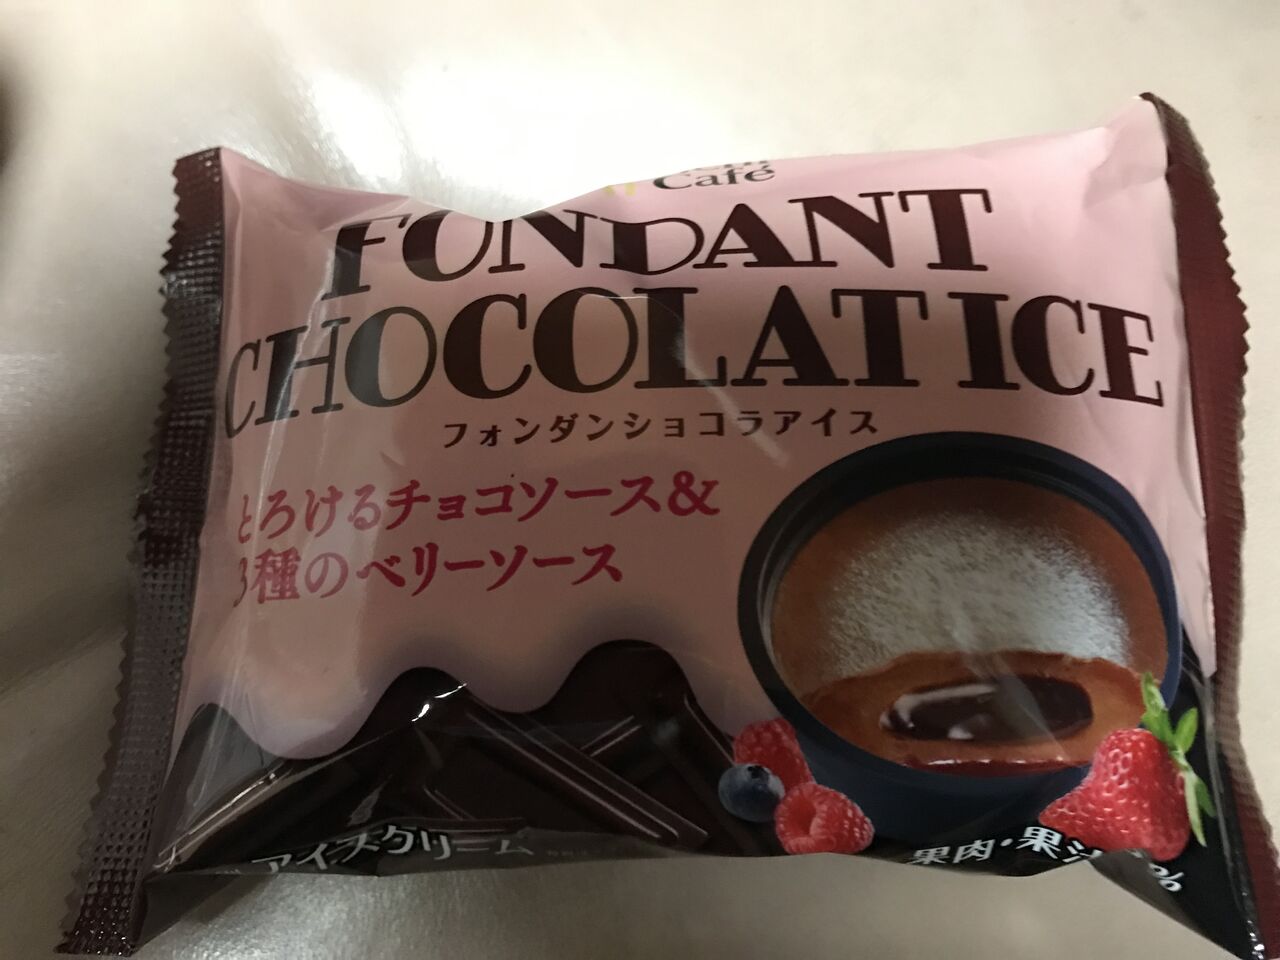 Café
FONDANT
CHOCOLAT ICE
フォンダンショコラアイス
とろけるチョコソース&
3種のベリーソース
アイスクリーム
果肉・果汁
%